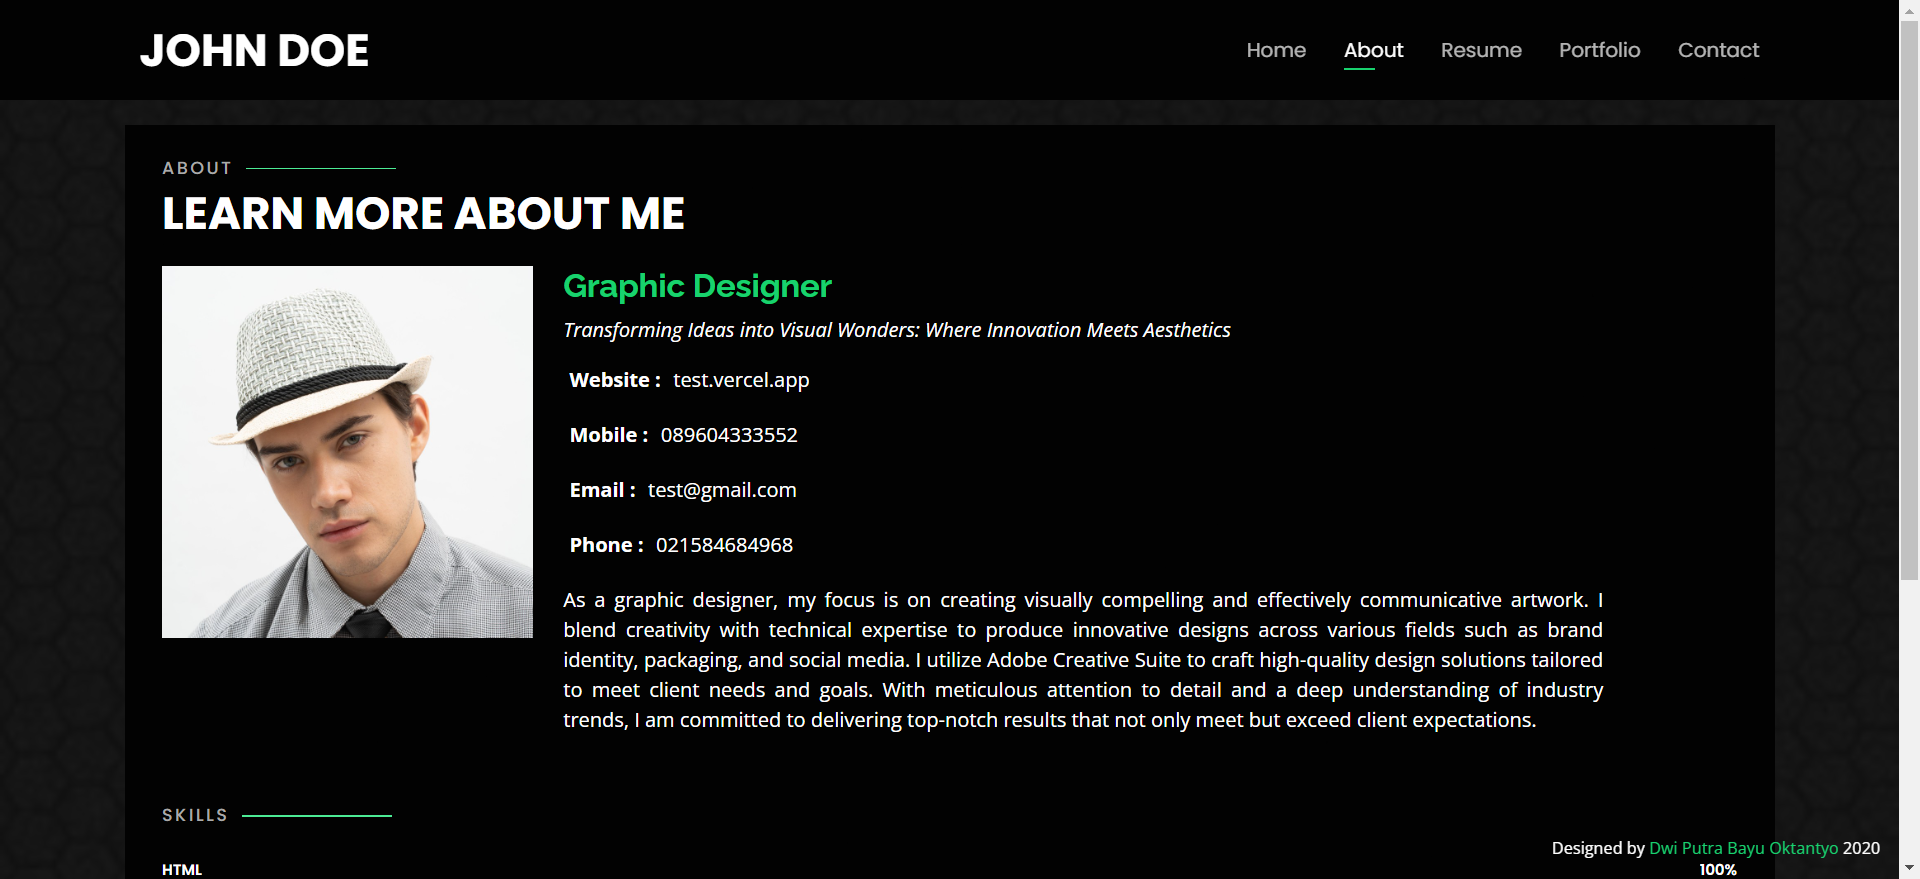 JOHN DOE
Home About Resume Portfolio Contact
ABOUT
LEARN MORE ABOUT ME
Graphic Designer
Transforming Ideas into Visual Wonders: Where Innovation Meets Aesthetics
Website : test.vercel.app
Mobile : 089604333552
Email : test@gmail.com
Phone : 021584684968
As a graphic designer, my focus is on creating visually compelling and effectively communicative artwork. I
blend creativity with technical expertise to produce innovative designs across various fields such as brand
identity, packaging, and social media. I utilize Adobe Creative Suite to craft high-quality design solutions tailored
to meet client needs and goals. With meticulous attention to detail and a deep understanding of industry
trends, I am committed to delivering top-notch results that not only meet but exceed client expectations.
SKILLS
Designed by Dwi Putra Bayu Oktantyo 2020
HTML 100%